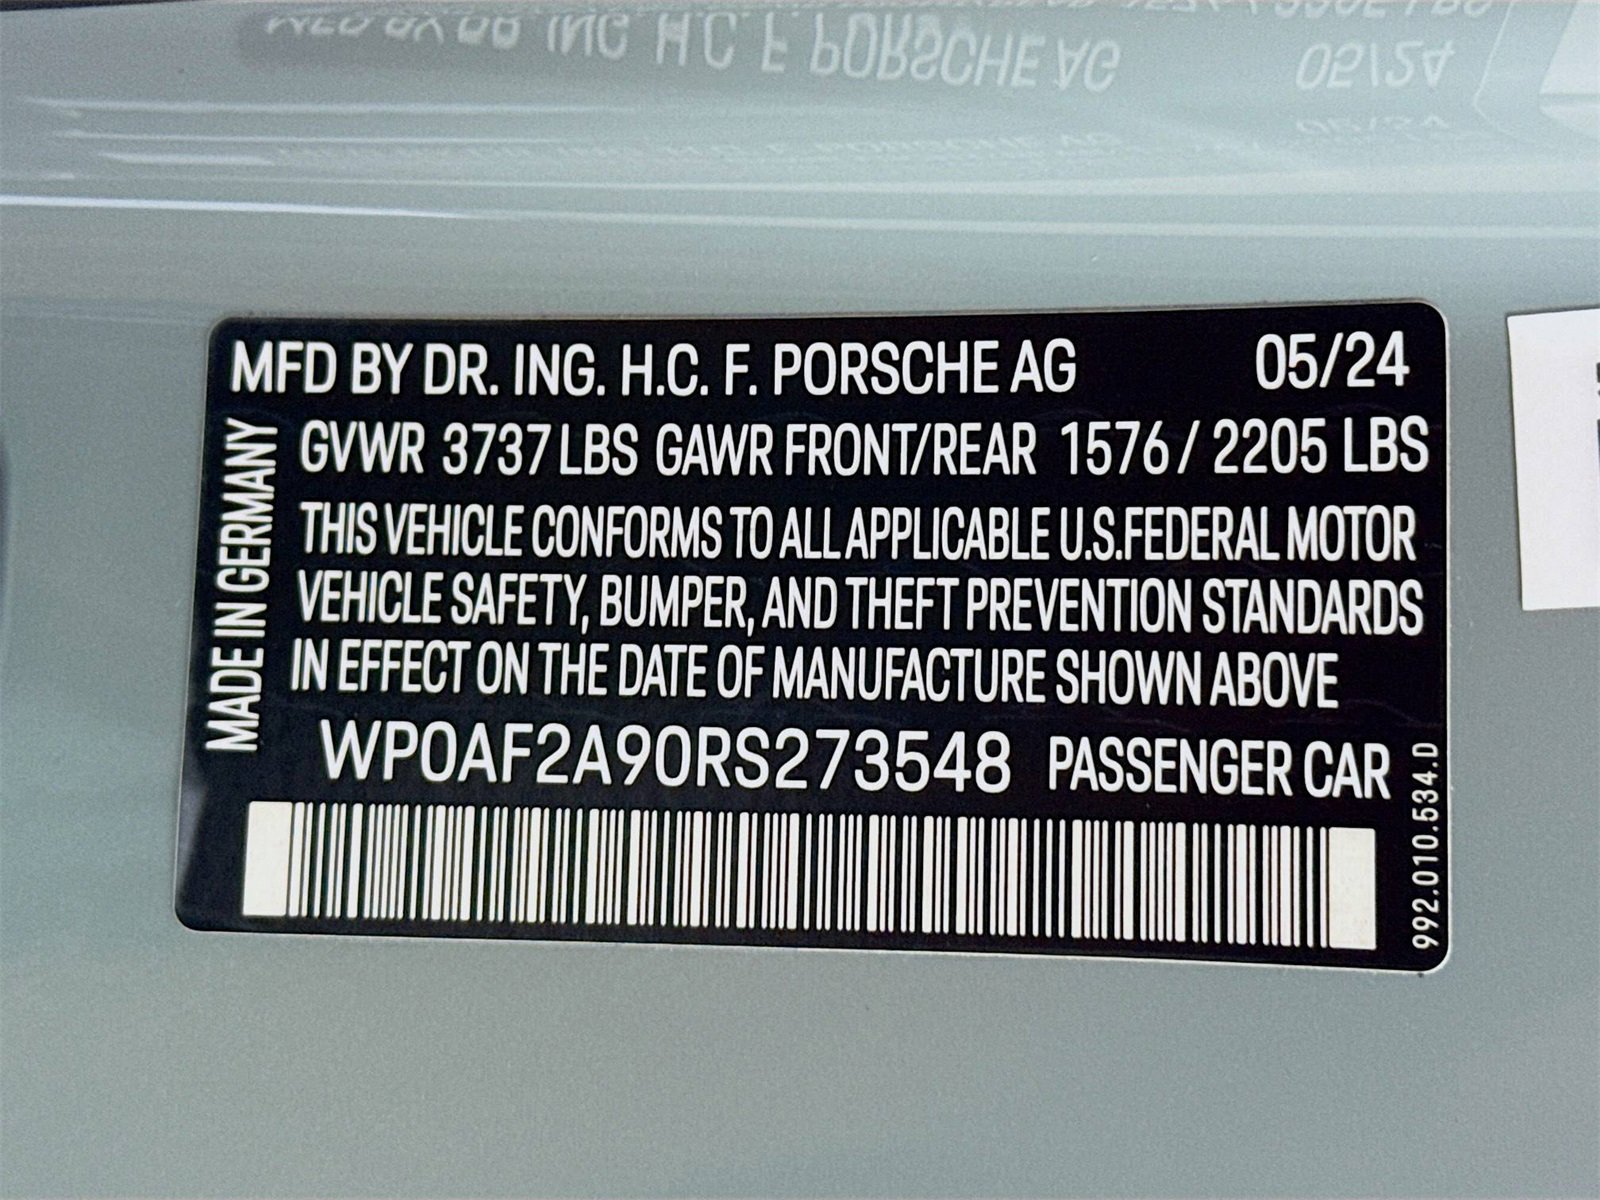 MFD BY DR. ING. H.C. F. PORSCHE AG 05/24
GVWR 3737 LBS GAWR FRONT/REAR 1576 / 2205 LBS
THIS VEHICLE CONFORMS TO ALL APPLICABLE U.S.FEDERAL MOTOR
VEHICLE SAFETY, BUMPER, AND THEFT PREVENTION STANDARDS
IN EFFECT ON THE DATE OF MANUFACTURE SHOWN ABOVE
WP0AF2A90RS273548 PASSENGER CAR
MADE IN GERMANY
992.010.534.D